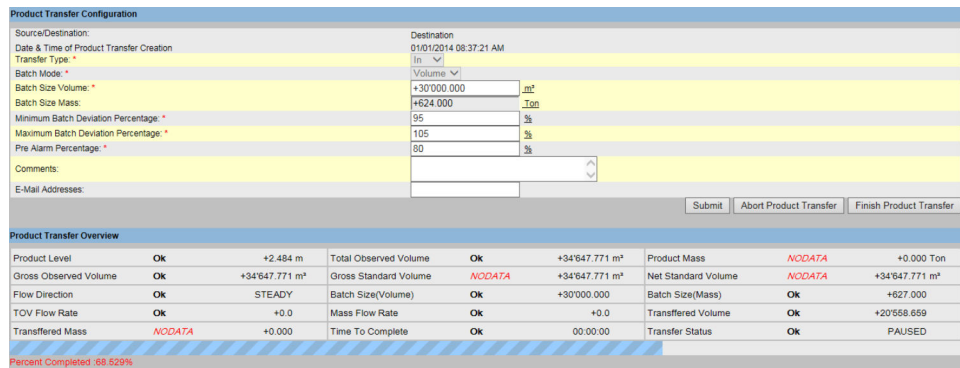 Product Transfer Configuration
Source/Destination: Destination
Date & Time of Product Transfer Creation 01/01/2014 08:37:21 AM
Transfer Type: * In
Batch Mode: * Volume
Batch Size Volume: * +30'000.000 m³
Batch Size Mass: +624.000 Ton
Minimum Batch Deviation Percentage: * 95 %
Maximum Batch Deviation Percentage: * 105 %
Pre Alarm Percentage: * 80 %
Comments:
E-Mail Addresses:
Submit Abort Product Transfer Finish Product Transfer
Product Transfer Overview
Product Level Ok +2.484 m Total Observed Volume Ok +34'647.771 m³ Product Mass NODATA +0.000 Ton
Gross Observed Volume Ok +34'647.771 m³ Gross Standard Volume NODATA +34'647.771 m³ Net Standard Volume NODATA +34'647.771 m³
Flow Direction Ok STEADY Batch Size(Volume) Ok +30'000.000 Batch Size(Mass) Ok +627.000
TOV Flow Rate Ok +0.0 Mass Flow Rate Ok +0.0 Transffered Volume Ok +20'558.659
Transffered Mass NODATA +0.000 Time To Complete Ok 00:00:00 Transfer Status Ok PAUSED
Percent Completed :68.529%